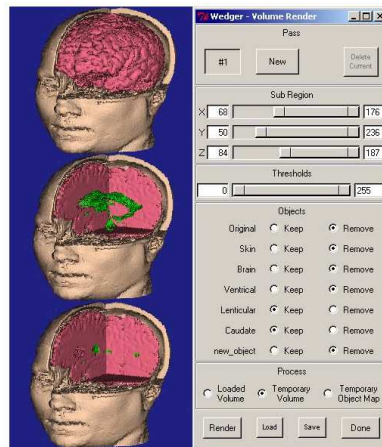 Wedger - Volume Render
Pass
#1 New Delete Current
Sub Region
X 68 176
Y 50 236
Z 84 187
Thresholds
0 255
Objects
Original Keep Remove
Skin Keep Remove
Brain Keep Remove
Ventrical Keep Remove
Lenticular Keep Remove
Caudate Keep Remove
new_object Keep Remove
Process
Loaded Volume Temporary Volume Temporary Object Map
Render Load Save Done